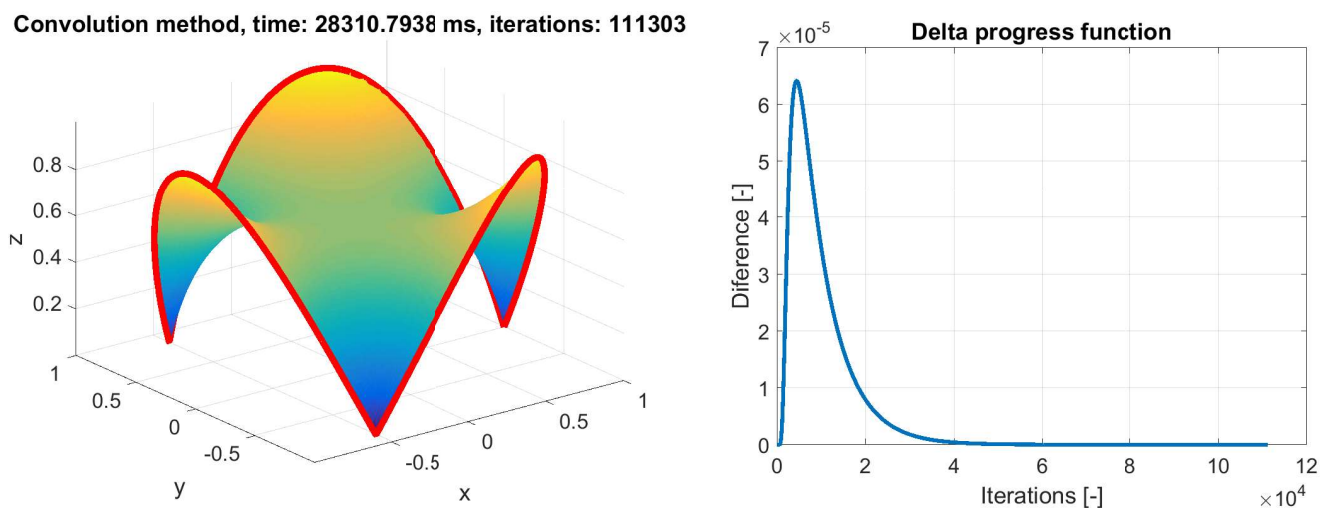 Convolution method, time: 28310.7938 ms, iterations: 111303
0.8
0.6
0.4
0.2
z
1
0.5
0
-0.5
y
-0.5
0
0.5
1
x
Delta progress function
×10-5
7
6
5
4
3
2
1
0
Diference [-]
0 2 4 6 8 10 12
Iterations [-]
×104